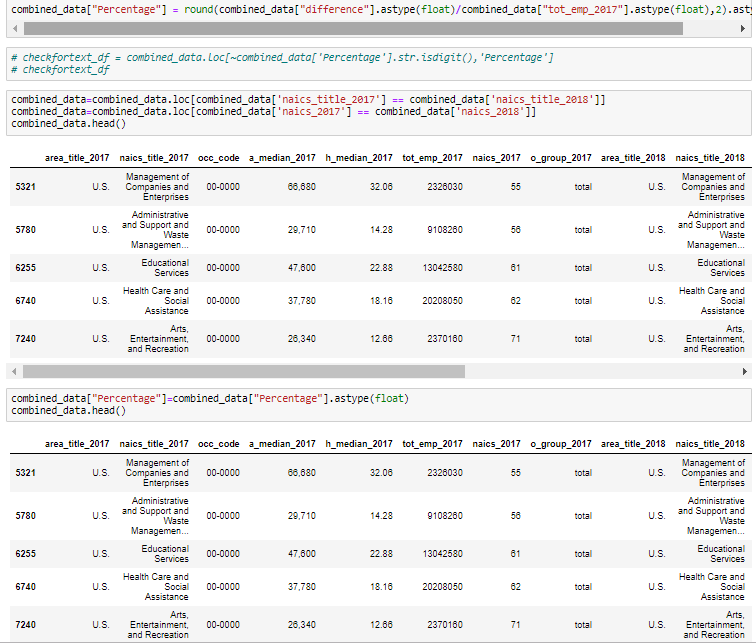 combined_data["Percentage"] = round(combined_data["difference"].astype(float)/combined_data["tot_emp_2017"].astype(float),2).ast
# checkfortext_df = combined_data.loc[~combined_data['Percentage'].str.isdigit(),'Percentage']
# checkfortext_df
combined_data=combined_data.loc[combined_data['naics_title_2017'] == combined_data['naics_title_2018']]
combined_data=combined_data.loc[combined_data['naics_2017'] == combined_data['naics_2018']]
combined_data.head()
area_title_2017 naics_title_2017 occ_code a_median_2017 h_median_2017 tot_emp_2017 naics_2017 o_group_2017 area_title_2018 naics_title_2018
Management of Management of
5321 U.S. Companies and 00-0000 66,680 32.06 2326030 55 total U.S. Companies and
Enterprises Enterprises
Administrative Administrative
and Support and and Support and
5780 U.S. Waste 00-0000 29,710 14.28 9108260 56 total U.S. Waste
Managemen... Managemen...
6255 U.S. Educational Services 00-0000 47,600 22.88 13042580 61 total U.S. Educational Services
Health Care and Health Care and
6740 U.S. Social 00-0000 37,780 18.16 20208050 62 total U.S. Social
Assistance Assistance
Arts, Arts,
7240 U.S. Entertainment, 00-0000 26,340 12.66 2370160 71 total U.S. Entertainment,
and Recreation and Recreation
combined_data["Percentage"]=combined_data["Percentage"].astype(float)
combined_data.head()
area_title_2017 naics_title_2017 occ_code a_median_2017 h_median_2017 tot_emp_2017 naics_2017 o_group_2017 area_title_2018 naics_title_2018
Management of Management of
5321 U.S. Companies and 00-0000 66,680 32.06 2326030 55 total U.S. Companies and
Enterprises Enterprises
Administrative Administrative
and Support and and Support and
5780 U.S. Waste 00-0000 29,710 14.28 9108260 56 total U.S. Waste
Managemen... Managemen...
6255 U.S. Educational Services 00-0000 47,600 22.88 13042580 61 total U.S. Educational Services
Health Care and Health Care and
6740 U.S. Social 00-0000 37,780 18.16 20208050 62 total U.S. Social
Assistance Assistance
Arts, Arts,
7240 U.S. Entertainment, 00-0000 26,340 12.66 2370160 71 total U.S. Entertainment,
and Recreation and Recreation